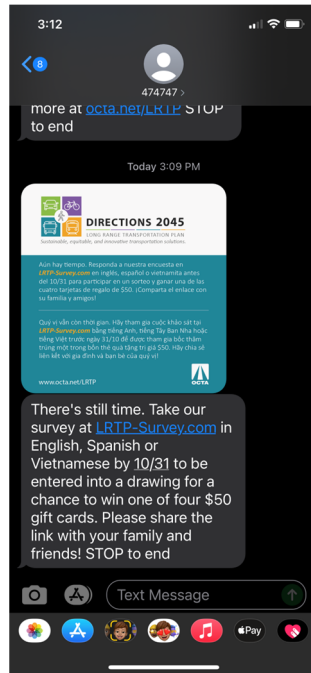 3:12
8
474747 >
more at octa.net/LRTP STOP
to end
Today 3:09 PM
DIRECTIONS 2045
LONG RANGE TRANSPORTATION PLAN
Sustainable, equitable, and innovative transportation solutions.
Aún hay tiempo. Responda a nuestra encuesta en
LRTP-Survey.com en inglés, español o vietnamita antes
del 10/31 para participar en un sorteo y ganar una de las
cuatro tarjetas de regalo de $50. ¡Comparta el enlace con
su familia y amigos!
Quý vị vẫn còn thời gian. Hãy tham gia cuộc khảo sát tại
LRTP-Survey.com bằng tiếng Anh, tiếng Tây Ban Nha hoặc
tiếng Việt trước ngày 31/10 để được tham gia bốc thăm
trúng một trong bốn thẻ quà tặng trị giá $50. Hãy chia sẻ
liên kết với gia đình và bạn bè của quý vị!
www.octa.net/LRTP
OCTA
There's still time. Take our
survey at LRTP-Survey.com in
English, Spanish or
Vietnamese by 10/31 to be
entered into a drawing for a
chance to win one of four $50
gift cards. Please share the
link with your family and
friends! STOP to end
Text Message
Pay